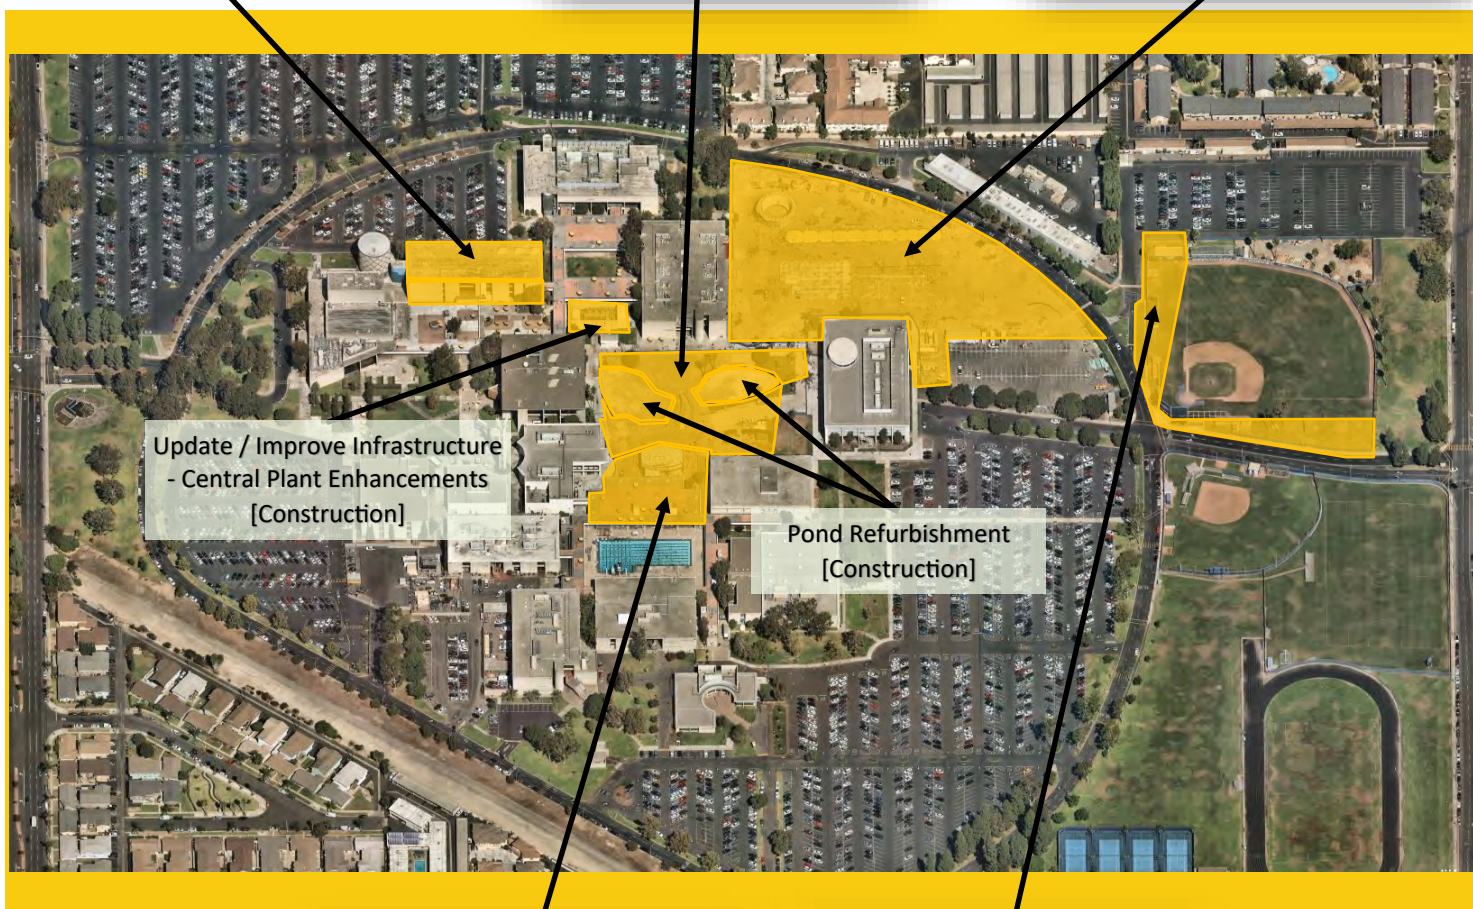 Update / Improve Infrastructure
- Central Plant Enhancements
[Construction]
Pond Refurbishment
[Construction]